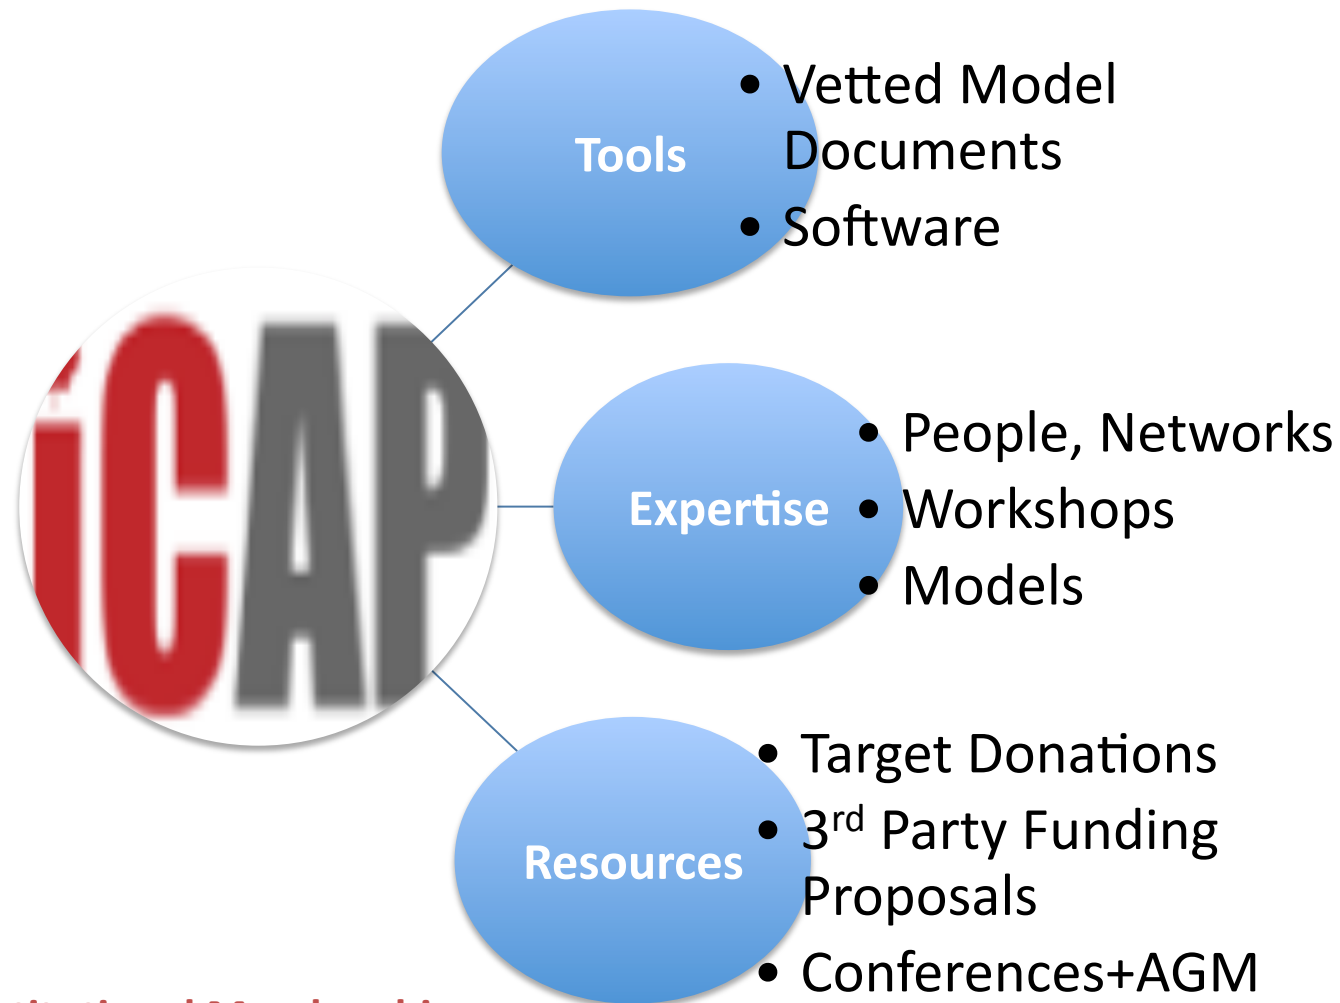 Tools
• Vetted Model
Documents
• Software
iCAP
Expertise
• People, Networks
• Workshops
• Models
Resources
• Target Donations
• 3rd Party Funding
Proposals
• Conferences+AGM